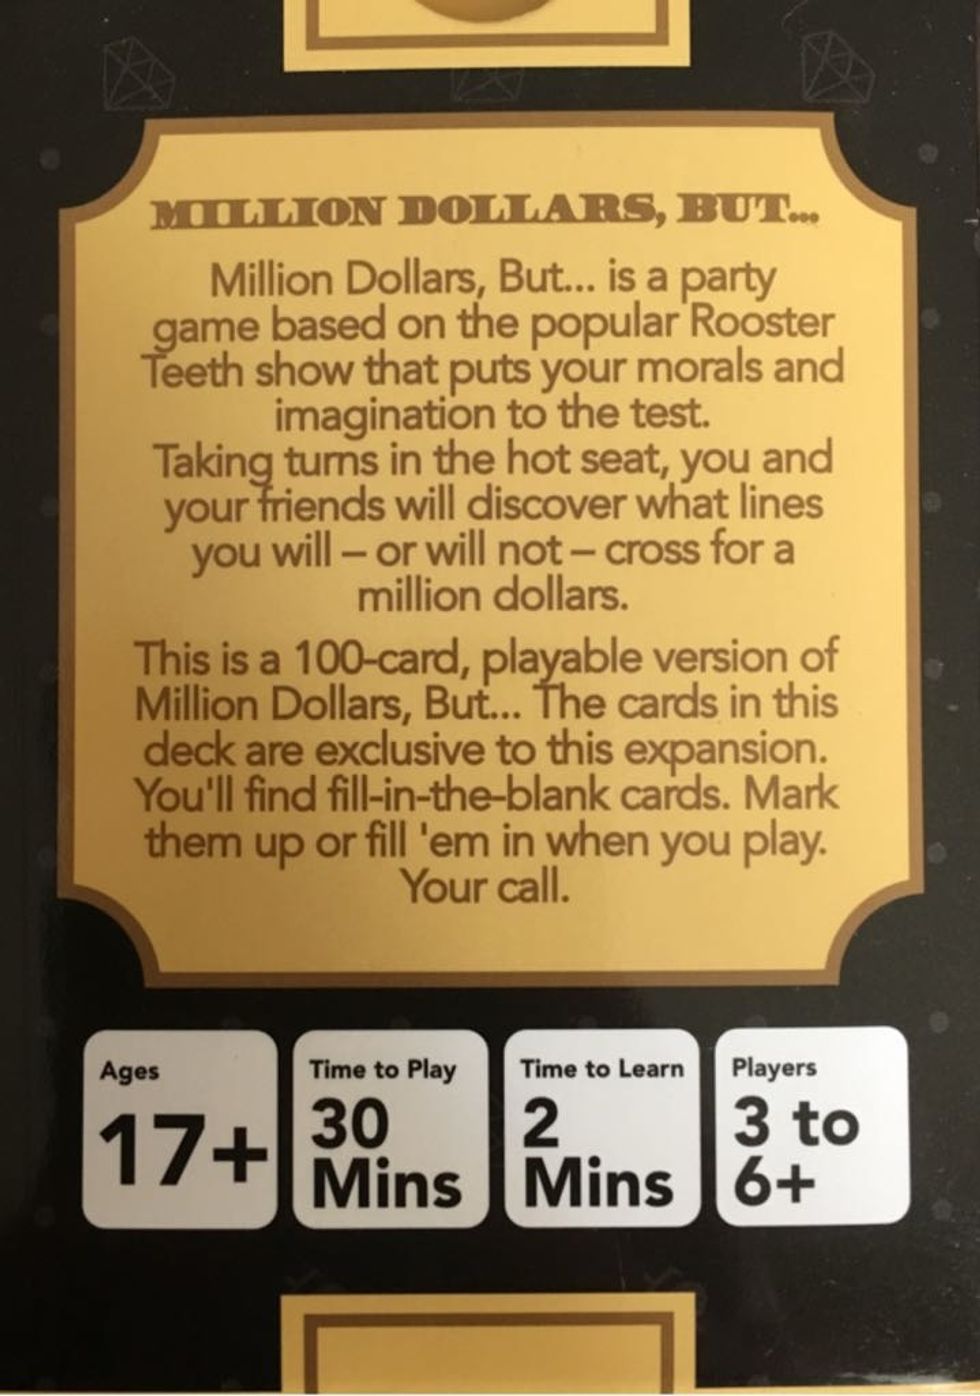 MILLION DOLLARS, BUT...
Million Dollars, But... is a party
game based on the popular Rooster
Teeth show that puts your morals and
imagination to the test.
Taking turns in the hot seat, you and
your friends will discover what lines
you will – or will not – cross for a
million dollars.
This is a 100-card, playable version of
Million Dollars, But... The cards in this
deck are exclusive to this expansion.
You'll find fill-in-the-blank cards. Mark
them up or fill 'em in when you play.
Your call.
Ages
17+
Time to Play
30
Mins
Time to Learn
2
Mins
Players
3 to
6+